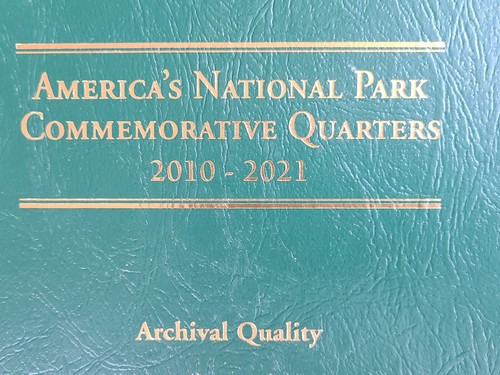 America's National Park
Commemorative Quarters
2010 - 2021
Archival Quality